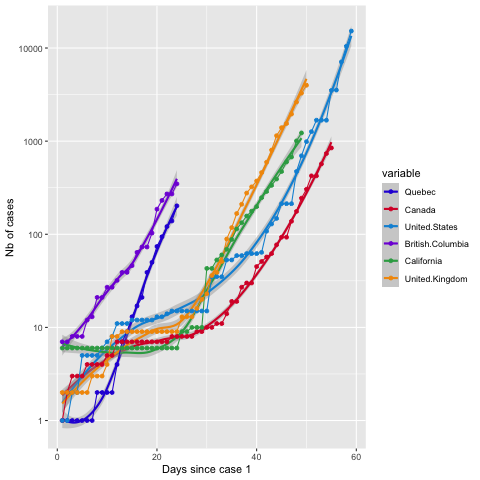 10000
1000
100
10
1
Nb of cases
0
20
40
60
Days since case 1
variable
Quebec
Canada
United.States
British.Columbia
California
United.Kingdom